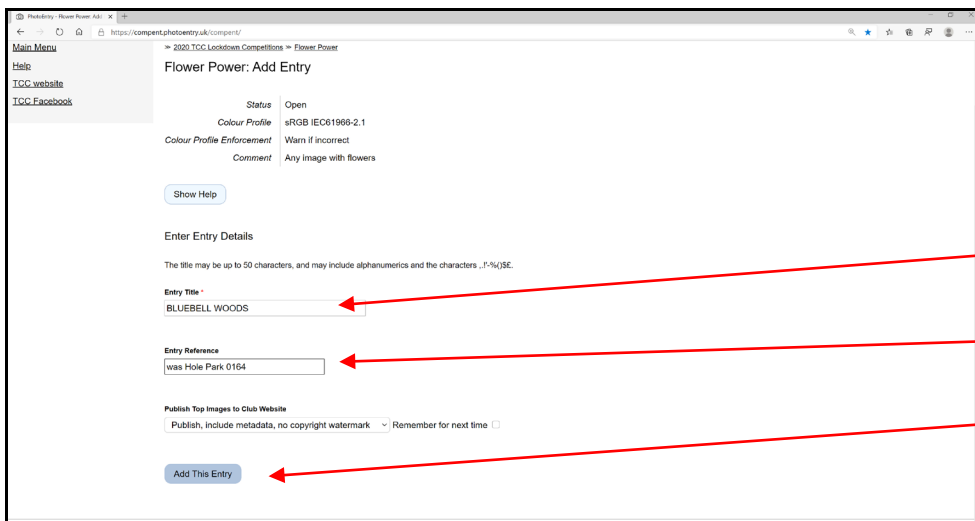 PhotoEntry - Flower Power: Add
https://compent.photoentry.uk/compent/
Main Menu
Help
TCC website
TCC Facebook
≫ 2020 TCC Lockdown Competitions ≫ Flower Power
Flower Power: Add Entry
Status Open
Colour Profile sRGB IEC61966-2.1
Colour Profile Enforcement Warn if incorrect
Comment Any image with flowers
Show Help
Enter Entry Details
The title may be up to 50 characters, and may include alphanumerics and the characters ,.!'-%()$£.
Entry Title *
BLUEBELL WOODS
Entry Reference
was Hole Park 0164
Publish Top Images to Club Website
Publish, include metadata, no copyright watermark Remember for next time
Add This Entry